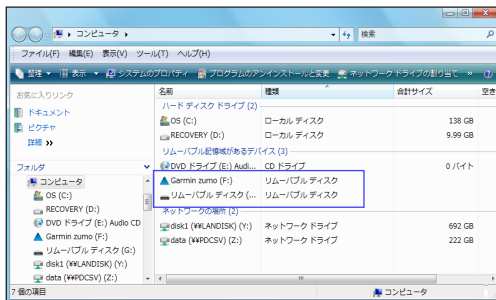 コンピュータ
検索
ファイル(F) 編集(E) 表示(V) ツール(T) ヘルプ(H)
整理 表示 システムのプロパティ プログラムのアンインストールと変更 ネットワーク ドライブの割り当て »
お気に入りリンク
ドキュメント
ピクチャ
詳細 »
フォルダ
コンピュータ
OS (C:)
RECOVERY (D:)
DVD ドライブ (E:) Audio CD
Garmin zumo (F:)
リムーバブル ディスク (G:)
disk1 (¥¥LANDISK) (Y:)
data (¥¥PDCSV) (Z:)
名前 種類 合計サイズ 空き
ハード ディスク ドライブ (2)
OS (C:) ローカル ディスク 138 GB
RECOVERY (D:) ローカル ディスク 9.99 GB
リムーバブル記憶域があるデバイス (3)
DVD ドライブ (E:) Audi... CD ドライブ 0 バイト
Garmin zumo (F:) リムーバブル ディスク
リムーバブル ディスク (... リムーバブル ディスク
ネットワークの場所 (2)
disk1 (¥¥LANDISK) (Y:) ネットワーク ドライブ 692 GB
data (¥¥PDCSV) (Z:) ネットワーク ドライブ 222 GB
7 個の項目
コンピュータ